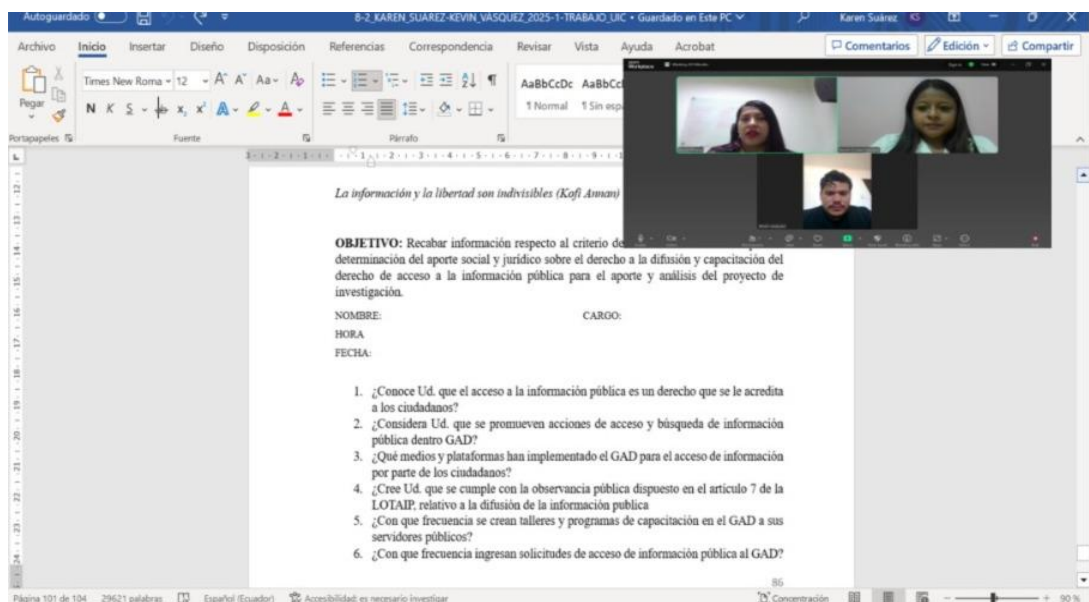 Autoguardado
8-2_KAREN_SUAREZ-KEVIN_VÁSQUEZ_2025-1-TRABAJO_UIC • Guardado en Este PC
Karen Suárez
KS
Archivo Inicio Insertar Diseño Disposición Referencias Correspondencia Revisar Vista Ayuda Acrobat
Comentarios Edición Compartir
Times New Roma 12
Pegar
N K S
AaBbCcDc AaBbCc
¶ Normal ¶ Sin esp
Portapapeles Fuente Párrafo
La información y la libertad son indivisibles (Kofi Annan)
OBJETIVO: Recabar información respecto al criterio de
determinación del aporte social y jurídico sobre el derecho a la difusión y capacitación del
derecho de acceso a la información pública para el aporte y análisis del proyecto de
investigación.
NOMBRE: CARGO:
HORA
FECHA:
1. ¿Conoce Ud. que el acceso a la información pública es un derecho que se le acredita
a los ciudadanos?
2. ¿Considera Ud. que se promueven acciones de acceso y búsqueda de información
pública dentro GAD?
3. ¿Qué medios y plataformas han implementado el GAD para el acceso de información
por parte de los ciudadanos?
4. ¿Cree Ud. que se cumple con la observancia pública dispuesto en el artículo 7 de la
LOTAIP, relativo a la difusión de la información publica
5. ¿Con que frecuencia se crean talleres y programas de capacitación en el GAD a sus
servidores públicos?
6. ¿Con que frecuencia ingresan solicitudes de acceso de información pública al GAD?
86
Página 101 de 104 29621 palabras Español (Ecuador) Accesibilidad: es necesario investigar Concentración 90 %